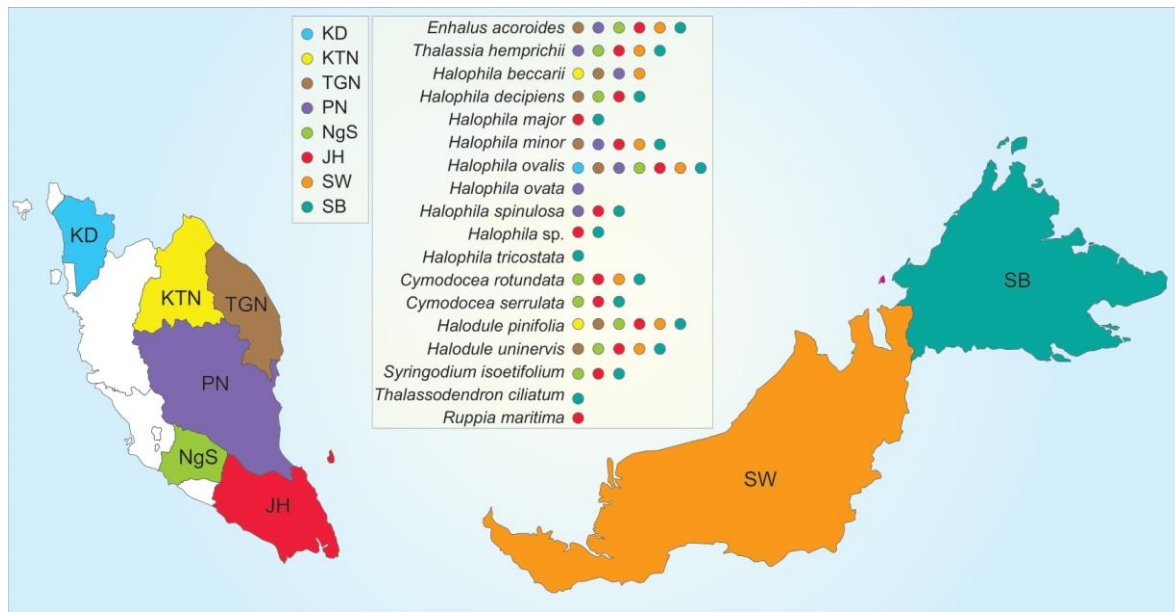 KD
KTN
TGN
PN
NgS
JH
SW
SB
Enhalus acoroides
Thalassia hemprichii
Halophila beccarii
Halophila decipiens
Halophila major
Halophila minor
Halophila ovalis
Halophila ovata
Halophila spinulosa
Halophila sp.
Halophila tricostata
Cymodocea rotundata
Cymodocea serrulata
Halodule pinifolia
Halodule uninervis
Syringodium isoetifolium
Thalassodendron ciliatum
Ruppia maritima
KD
KTN
TGN
PN
NgS
JH
SW
SB